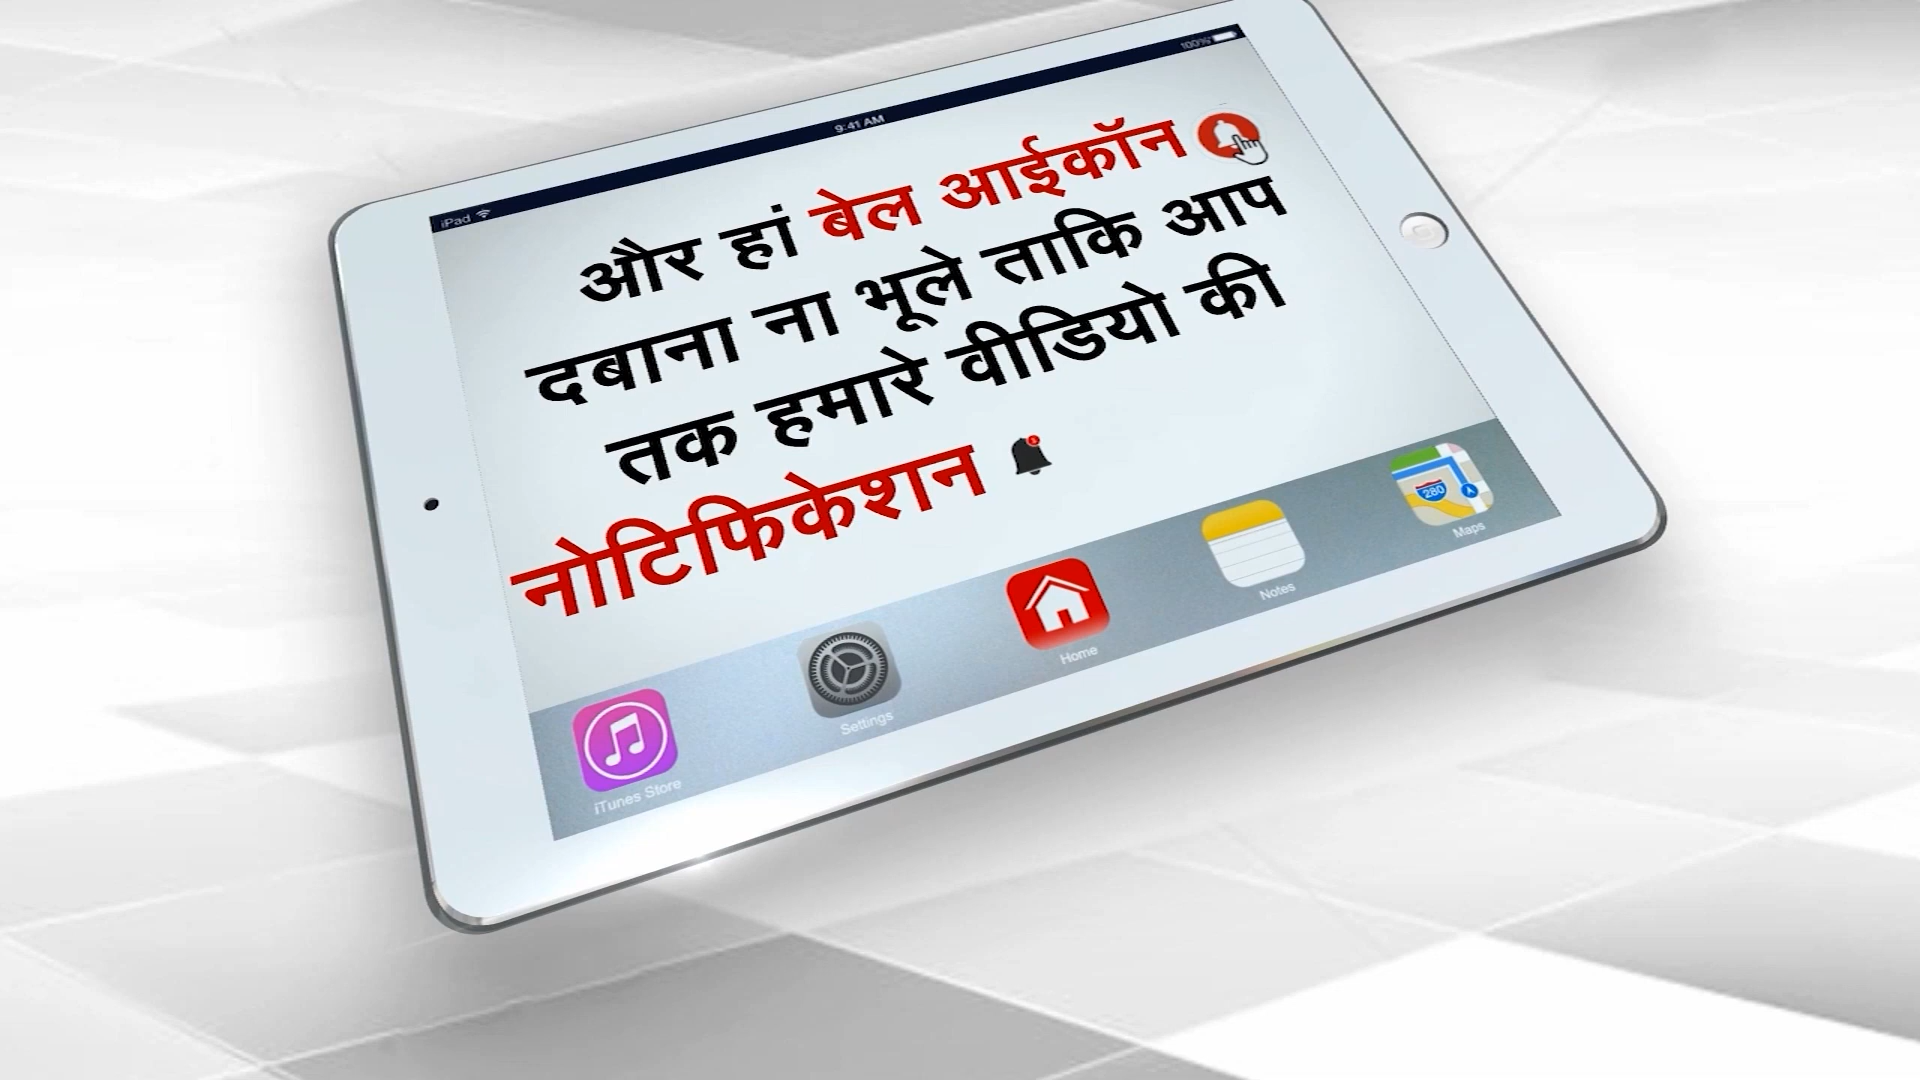 iPad
9:41 AM
100%
और हां बेल आईकॉन
दबाना ना भूले ताकि आप
तक हमारे वीडियो की
नोटिफिकेशन
iTunes Store
Settings
Home
Notes
280
Maps